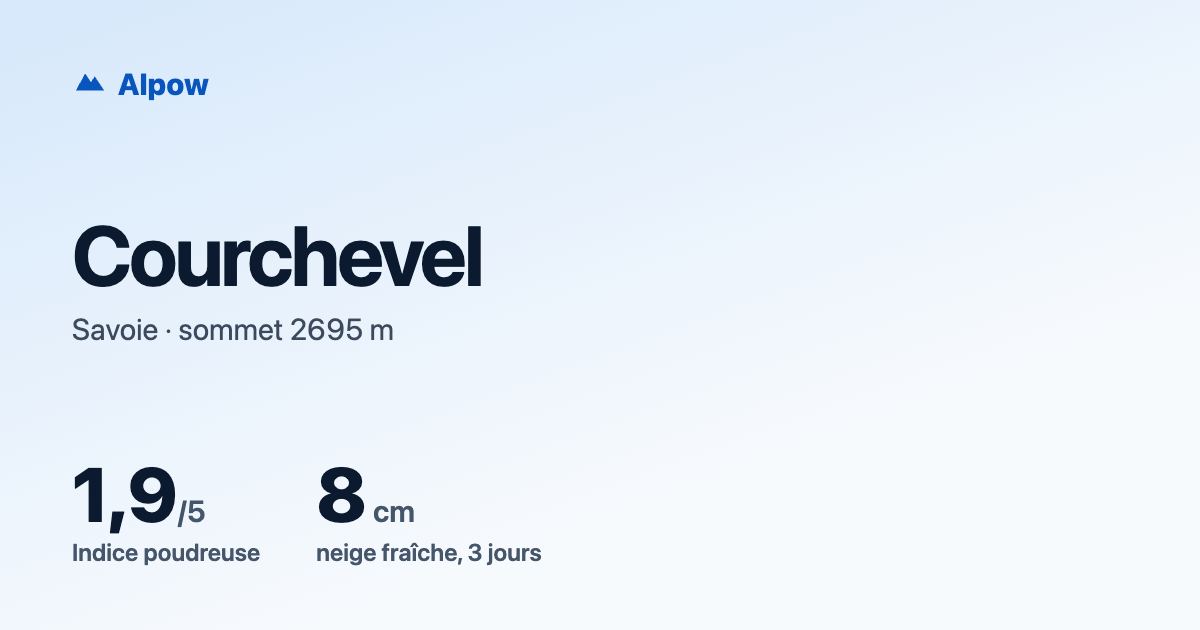 Alpow
Courchevel
Savoie · sommet 2695 m
1,9/5
Indice poudreuse
8 cm
neige fraîche, 3 jours